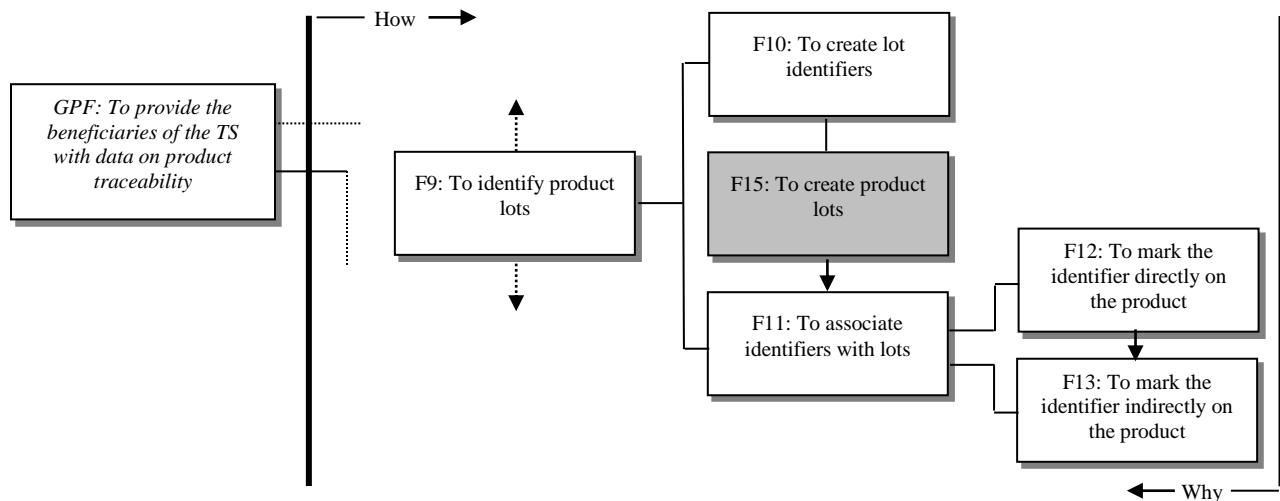 How
GPF: To provide the
beneficiaries of the TS
with data on product
traceability
F9: To identify product
lots
F10: To create lot
identifiers
F15: To create product
lots
F11: To associate
identifiers with lots
F12: To mark the
identifier directly on
the product
F13: To mark the
identifier indirectly on
the product
Why